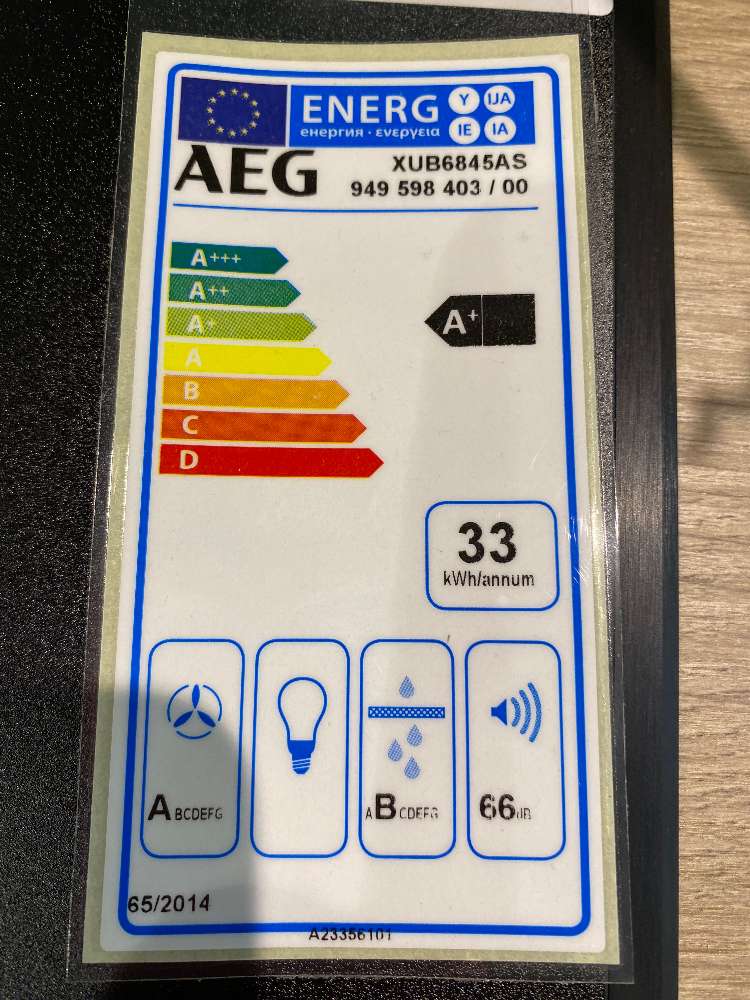 ENERG Y IJA
енергия · ενεργεια IE IA
AEG
XUB6845AS
949 598 403 / 00
A+++
A++
A+
A
B
C
D
A+
33
kWh/annum
ABCDEFG
ABCDEFG
66dB
65/2014
A23356101